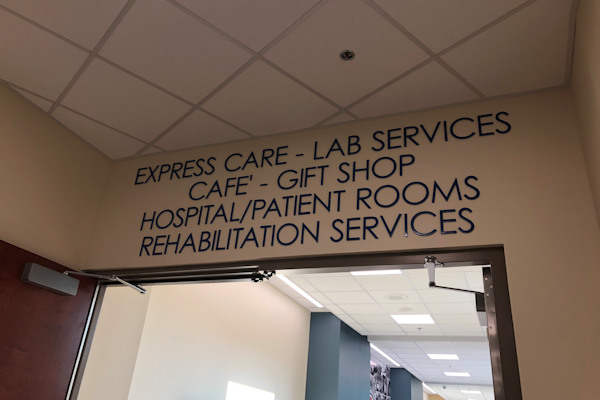 EXPRESS CARE - LAB SERVICES
CAFE' - GIFT SHOP
HOSPITAL/PATIENT ROOMS
REHABILITATION SERVICES